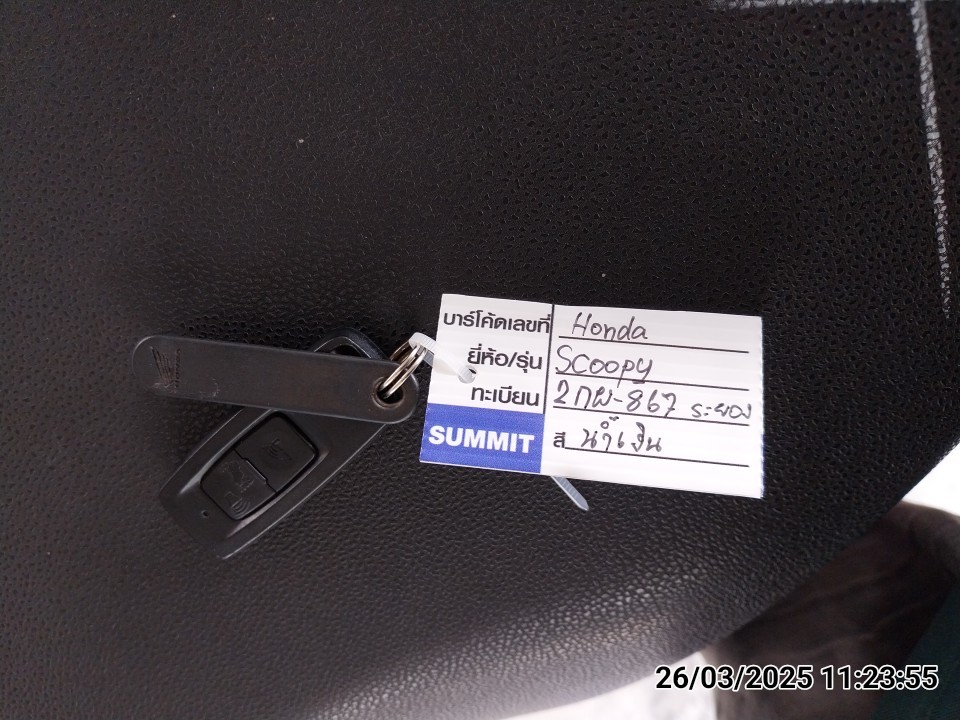 บาร์โค้ดเลขที่ Honda
ยี่ห้อ/รุ่น Scoopy
ทะเบียน 2กผ-867 ระยอง
SUMMIT สี น้ำเงิน
26/03/2025 11:23:55